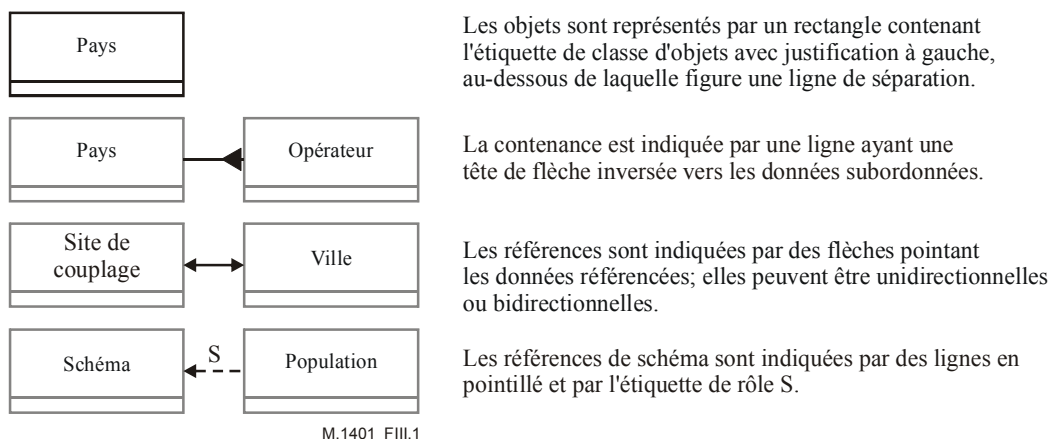 Pays
Les objets sont représentés par un rectangle contenant
l'étiquette de classe d'objets avec justification à gauche,
au-dessous de laquelle figure une ligne de séparation.
Pays
Opérateur
La contenance est indiquée par une ligne ayant une
tête de flèche inversée vers les données subordonnées.
Site de
couplage
Ville
Les références sont indiquées par des flèches pointant
les données référencées; elles peuvent être unidirectionnelles
ou bidirectionnelles.
Schéma
S
Population
Les références de schéma sont indiquées par des lignes en
pointillé et par l'étiquette de rôle S.
M.1401_FIII.1